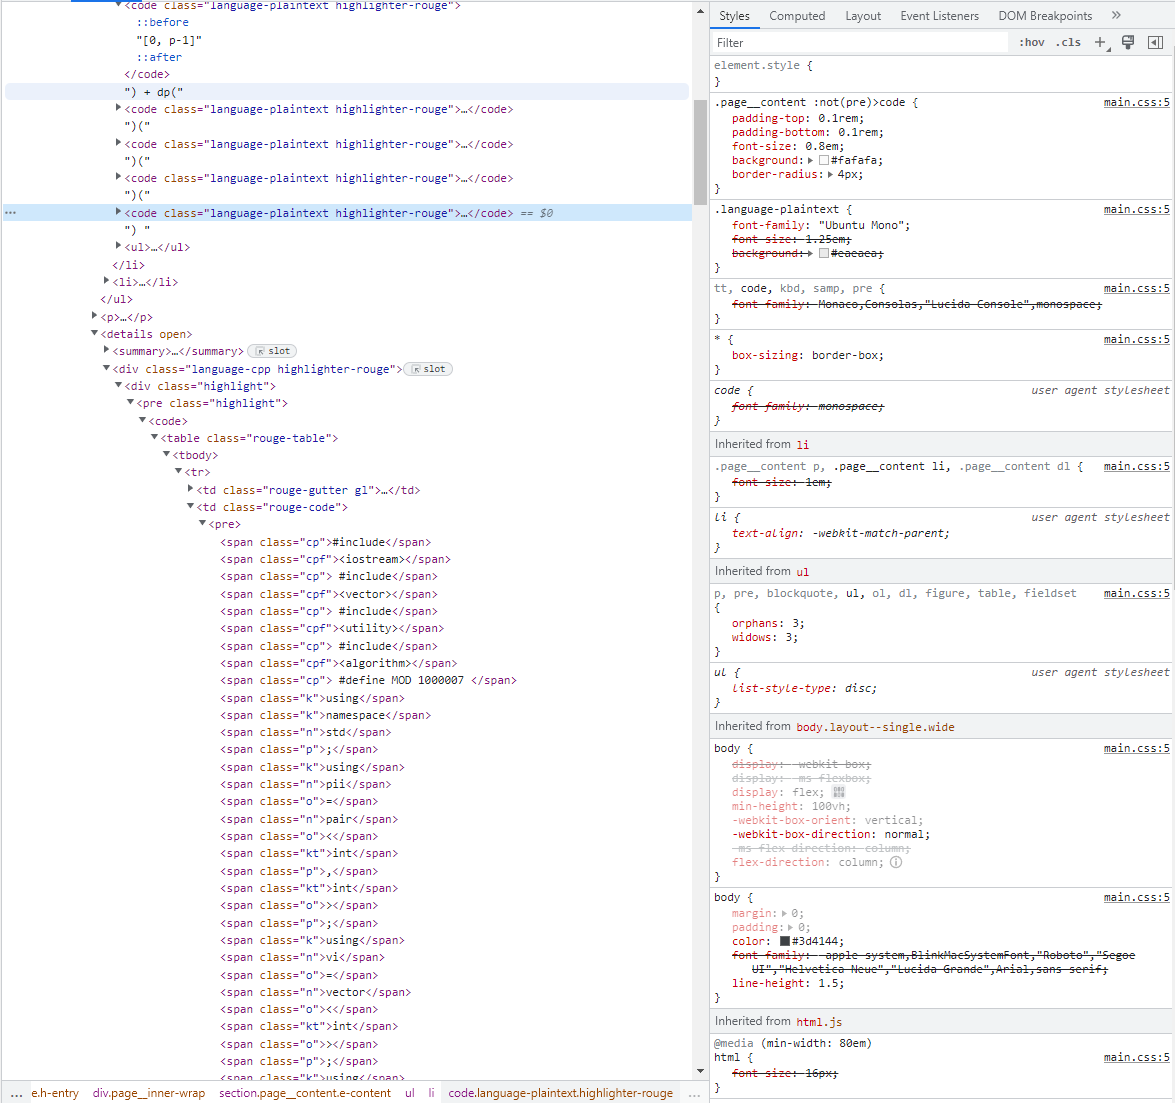 <code class="language-plaintext highlighter-rouge">
::before
"[0, p-1]"
::after
</code>
") + dp("
<code class="language-plaintext highlighter-rouge">…</code>
")("
<code class="language-plaintext highlighter-rouge">…</code>
")("
<code class="language-plaintext highlighter-rouge">…</code>
")("
<code class="language-plaintext highlighter-rouge">…</code> == $0
") "
<ul>…</ul>
</li>
<li>…</li>
</ul>
<p>…</p>
<details open>
<summary>…</summary> slot
<div class="language-cpp highlighter-rouge"> slot
<div class="highlight">
<pre class="highlight">
<code>
<table class="rouge-table">
<tbody>
<tr>
<td class="rouge-gutter gl">…</td>
<td class="rouge-code">
<pre>
<span class="cp">#include</span>
<span class="cpf"><iostream></span>
<span class="cp"> #include</span>
<span class="cpf"><vector></span>
<span class="cp"> #include</span>
<span class="cpf"><utility></span>
<span class="cp"> #include</span>
<span class="cpf"><algorithm></span>
<span class="cp"> #define MOD 1000007 </span>
<span class="k">using</span>
<span class="k">namespace</span>
<span class="n">std</span>
<span class="p">;</span>
<span class="k">using</span>
<span class="n">pii</span>
<span class="o">=</span>
<span class="n">pair</span>
<span class="o"><</span>
<span class="kt">int</span>
<span class="p">,</span>
<span class="kt">int</span>
<span class="o">></span>
<span class="p">;</span>
<span class="k">using</span>
<span class="n">vi</span>
<span class="o">=</span>
<span class="n">vector</span>
<span class="o"><</span>
<span class="kt">int</span>
<span class="o">></span>
<span class="p">;</span>
<span class="k">using</span>
… e.h-entry div.page__inner-wrap section.page__content.e-content ul li code.language-plaintext.highlighter-rouge …
Styles Computed Layout Event Listeners DOM Breakpoints »
Filter :hov .cls +
element.style {
}
.page__content :not(pre)>code { main.css:5
padding-top: 0.1rem;
padding-bottom: 0.1rem;
font-size: 0.8em;
background: #fafafa;
border-radius: 4px;
}
.language-plaintext { main.css:5
font-family: "Ubuntu Mono";
font-size: 1.25em;
background: #eaeaea;
}
tt, code, kbd, samp, pre { main.css:5
font-family: Monaco,Consolas,"Lucida Console",monospace;
}
* { main.css:5
box-sizing: border-box;
}
code { user agent stylesheet
font-family: monospace;
}
Inherited from li
.page__content p, .page__content li, .page__content dl { main.css:5
font-size: 1em;
}
li { user agent stylesheet
text-align: -webkit-match-parent;
}
Inherited from ul
p, pre, blockquote, ul, ol, dl, figure, table, fieldset main.css:5
{
orphans: 3;
widows: 3;
}
ul { user agent stylesheet
list-style-type: disc;
}
Inherited from body.layout--single.wide
body { main.css:5
display: -webkit-box;
display: -ms-flexbox;
display: flex;
min-height: 100vh;
-webkit-box-orient: vertical;
-webkit-box-direction: normal;
-ms-flex-direction: column;
flex-direction: column;
}
body { main.css:5
margin: 0;
padding: 0;
color: #3d4144;
font-family: -apple-system,BlinkMacSystemFont,"Roboto","Segoe
UI","Helvetica Neue","Lucida Grande",Arial,sans-serif;
line-height: 1.5;
}
Inherited from html.js
@media (min-width: 80em)
html { main.css:5
font-size: 16px;
}